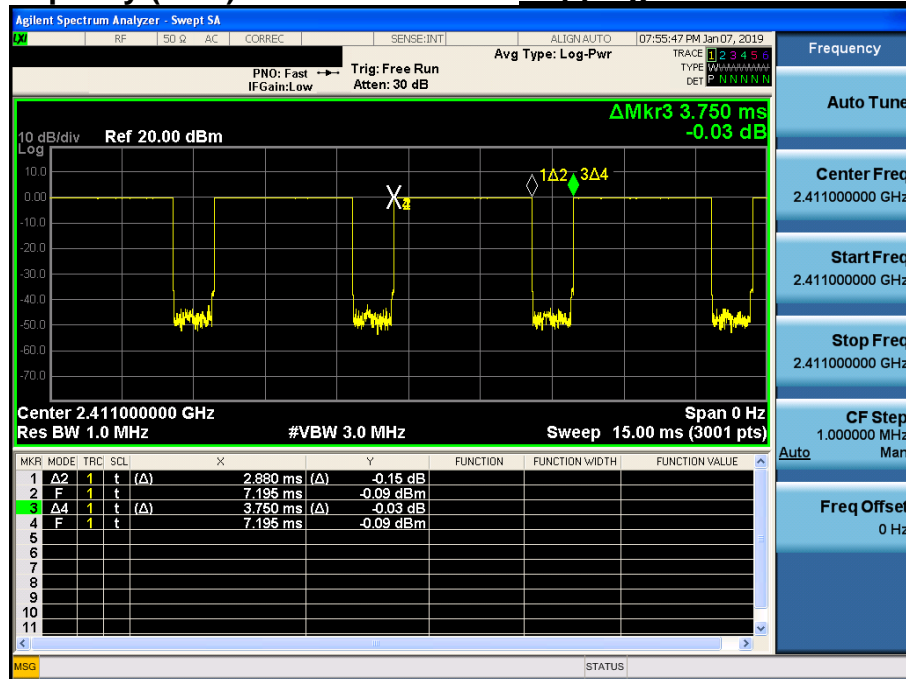 Agilent Spectrum Analyzer - Swept SA
LXI RF 50 Ω AC CORREC SENSE:INT ALIGN AUTO 07:55:47 PM Jan 07, 2019
Frequency
Avg Type: Log-Pwr
TRACE 1 2 3 4 5 6
PNO: Fast Trig: Free Run
TYPE WWWWWW
IFGain:Low Atten: 30 dB
DET P N N N N N
Auto Tune
ΔMkr3 3.750 ms
-0.03 dB
10 dB/div Ref 20.00 dBm
Log
10.0
0.00
-10.0
-20.0
-30.0
-40.0
-50.0
-60.0
-70.0
1Δ2 3Δ4
Center Freq
2.411000000 GHz
Start Freq
2.411000000 GHz
Stop Freq
2.411000000 GHz
Center 2.411000000 GHz Span 0 Hz
Res BW 1.0 MHz #VBW 3.0 MHz Sweep 15.00 ms (3001 pts)
CF Step
1.000000 MHz
Auto Man
MKR MODE TRC SCL X Y FUNCTION FUNCTION WIDTH FUNCTION VALUE
1 Δ2 1 t (Δ) 2.880 ms (Δ) -0.15 dB
2 F 1 t 7.195 ms -0.09 dBm
3 Δ4 1 t (Δ) 3.750 ms (Δ) -0.03 dB
4 F 1 t 7.195 ms -0.09 dBm
5
6
7
8
9
10
11
Freq Offset
0 Hz
MSG STATUS